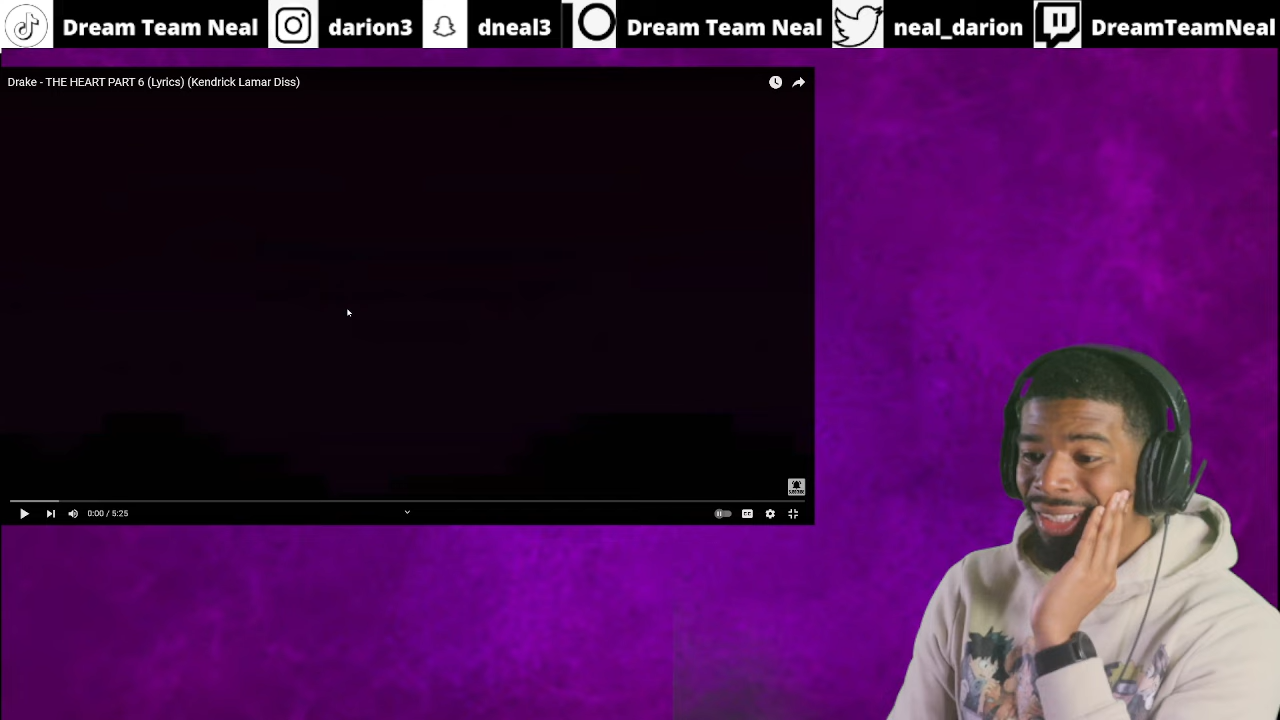 Dream Team Neal darion3 dneal3 Dream Team Neal neal_darion DreamTeamNeal
Drake - THE HEART PART 6 (Lyrics) (Kendrick Lamar Diss)
0:00 / 5:25
CC